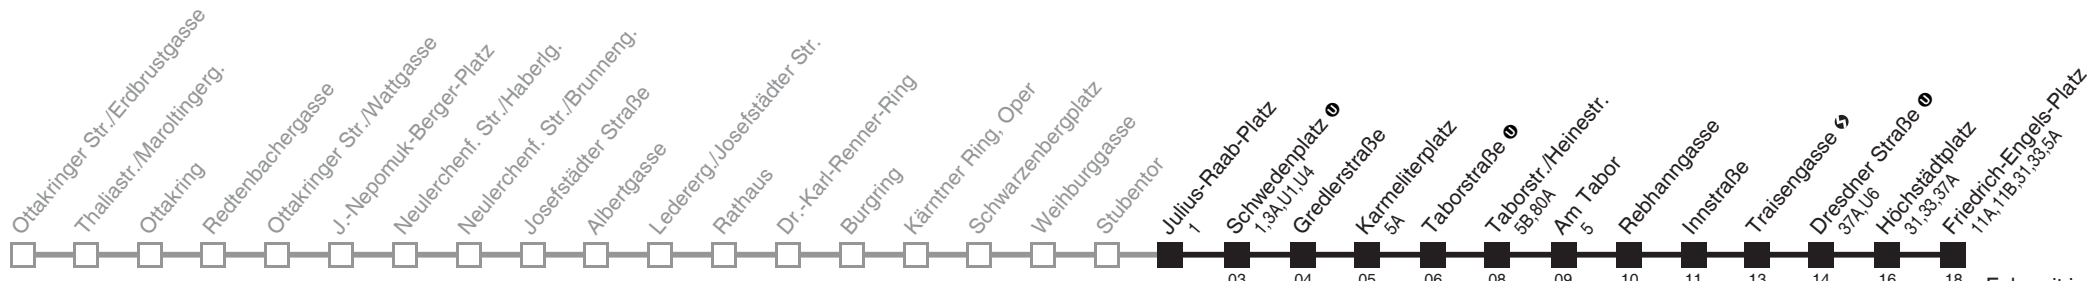 Ottakringer Str./Erdbrustgasse
Thaliastr./Maroltingerg.
Ottakring
Redtenbachergasse
Ottakringer Str./Wattgasse
J.-Nepomuk-Berger-Platz
Neulerchenf. Str./Haberlg.
Neulerchenf. Str./Brunneng.
Josefstädter Straße
Albertgasse
Ledererg./Josefstädter Str.
Rathaus
Dr.-Karl-Renner-Ring
Burgring
Kärntner Ring, Oper
Schwarzenbergplatz
Weihburggasse
Stubentor
Julius-Raab-Platz
1
Schwedenplatz U
1,3A,U1,U4
Gredlerstraße
Karmeliterplatz
5A
Taborstraße U
Taborstr./Heinestr.
5B,80A
Am Tabor
5
Rebhanngasse
Innstraße
Traisengasse S
Dresdner Straße U
37A,U6
Höchstädtplatz
31,33,37A
Friedrich-Engels-Platz
11A,11B,31,33,5A
03 04 05 06 08 09 10 11 13 14 16 18